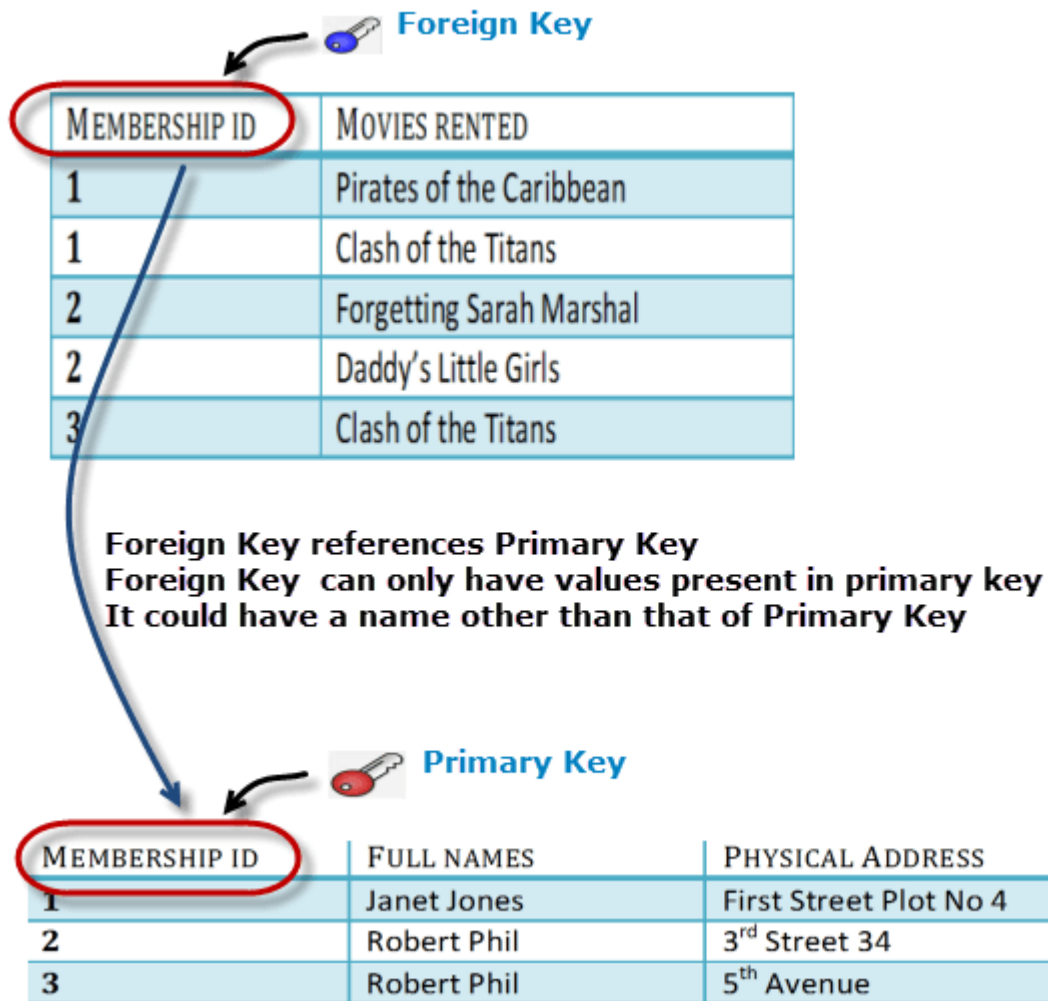 Foreign Key
MEMBERSHIP ID MOVIES RENTED
1 Pirates of the Caribbean
1 Clash of the Titans
2 Forgetting Sarah Marshal
2 Daddy’s Little Girls
3 Clash of the Titans
Foreign Key references Primary Key
Foreign Key can only have values present in primary key
It could have a name other than that of Primary Key
Primary Key
MEMBERSHIP ID FULL NAMES PHYSICAL ADDRESS
1 Janet Jones First Street Plot No 4
2 Robert Phil 3rd Street 34
3 Robert Phil 5th Avenue